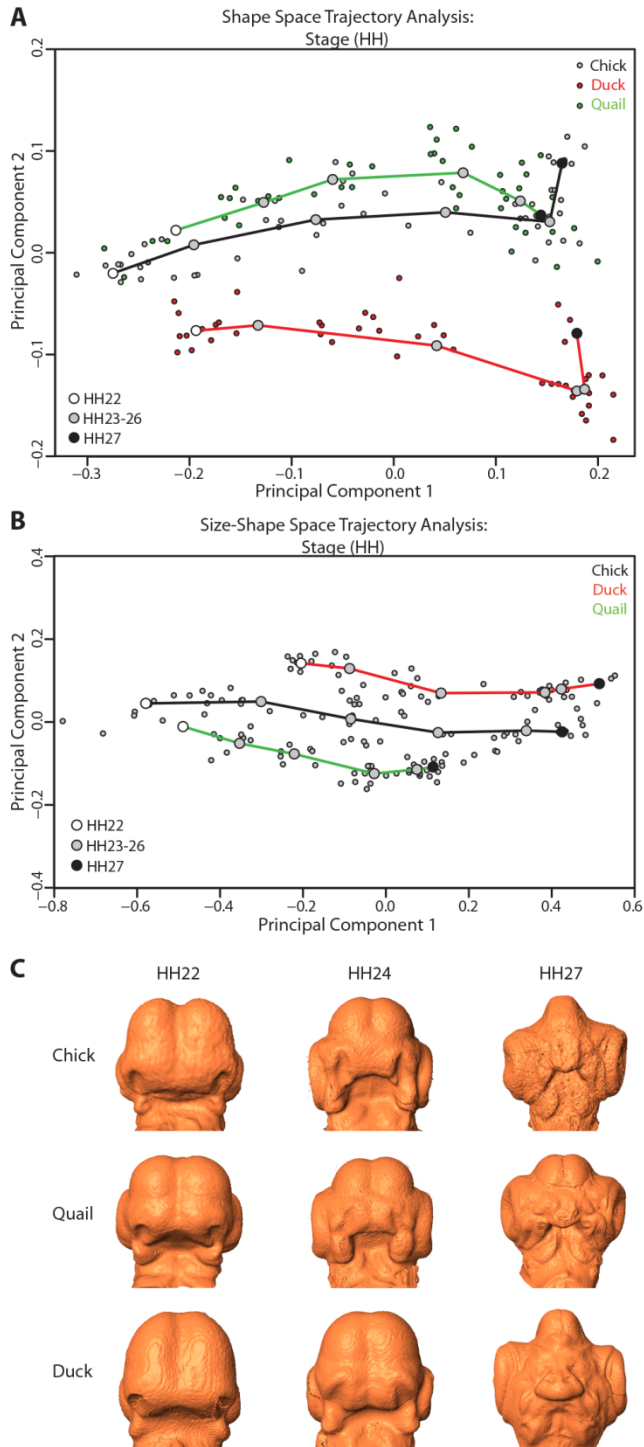 A
Shape Space Trajectory Analysis:
Stage (HH)
Chick
Duck
Quail
HH22
HH23-26
HH27
0.2
0.1
0.0
−0.1
−0.2
Principal Component 2
−0.3
−0.2
−0.1
0.0
0.1
0.2
Principal Component 1
B
Size-Shape Space Trajectory Analysis:
Stage (HH)
Chick
Duck
Quail
HH22
HH23-26
HH27
0.4
0.2
0.0
−0.2
−0.4
Principal Component 2
−0.8
−0.6
−0.4
−0.2
0.0
0.2
0.4
0.6
Principal Component 1
C
HH22
HH24
HH27
Chick
Quail
Duck